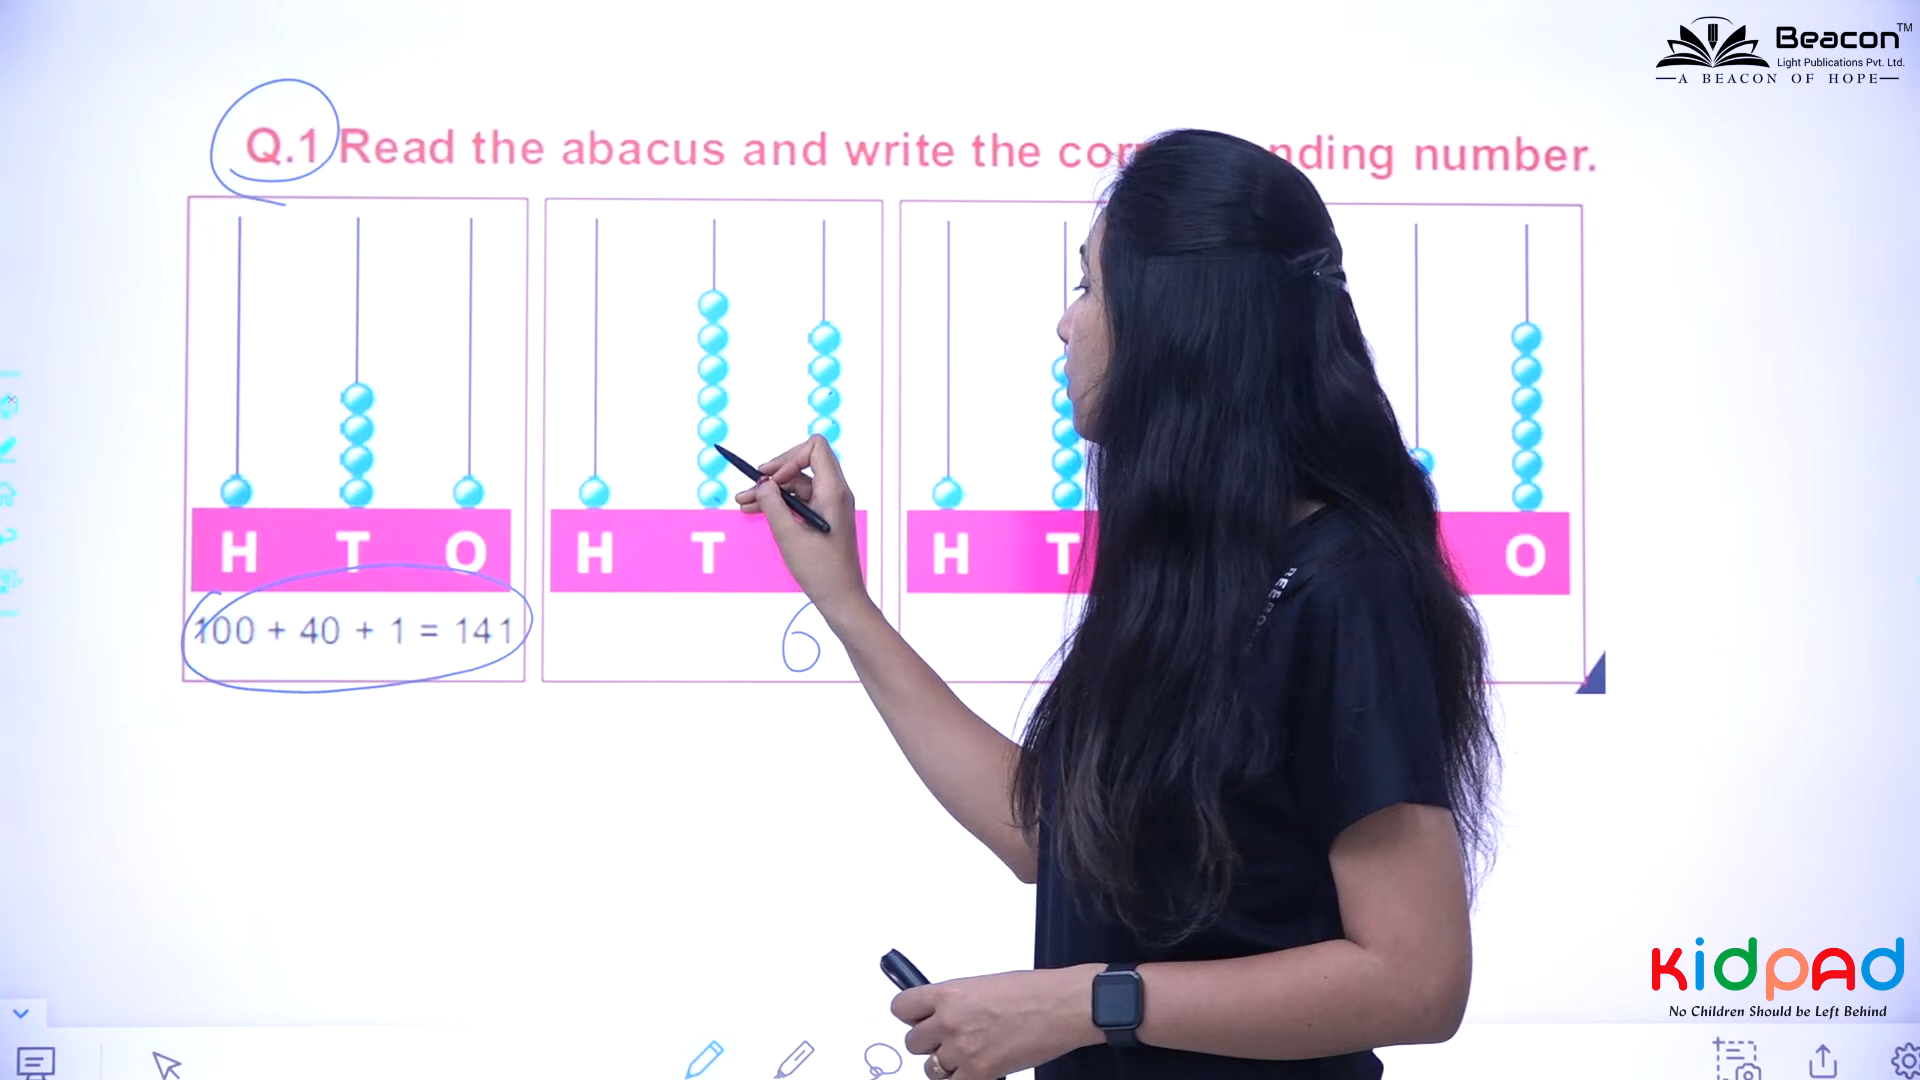 Beacon™
Light Publications Pvt. Ltd.
A BEACON OF HOPE
Q.1 Read the abacus and write the cor nding number.
H T O
H T
H T
O
100 + 40 + 1 = 141
6
kidpad
No Children Should be Left Behind